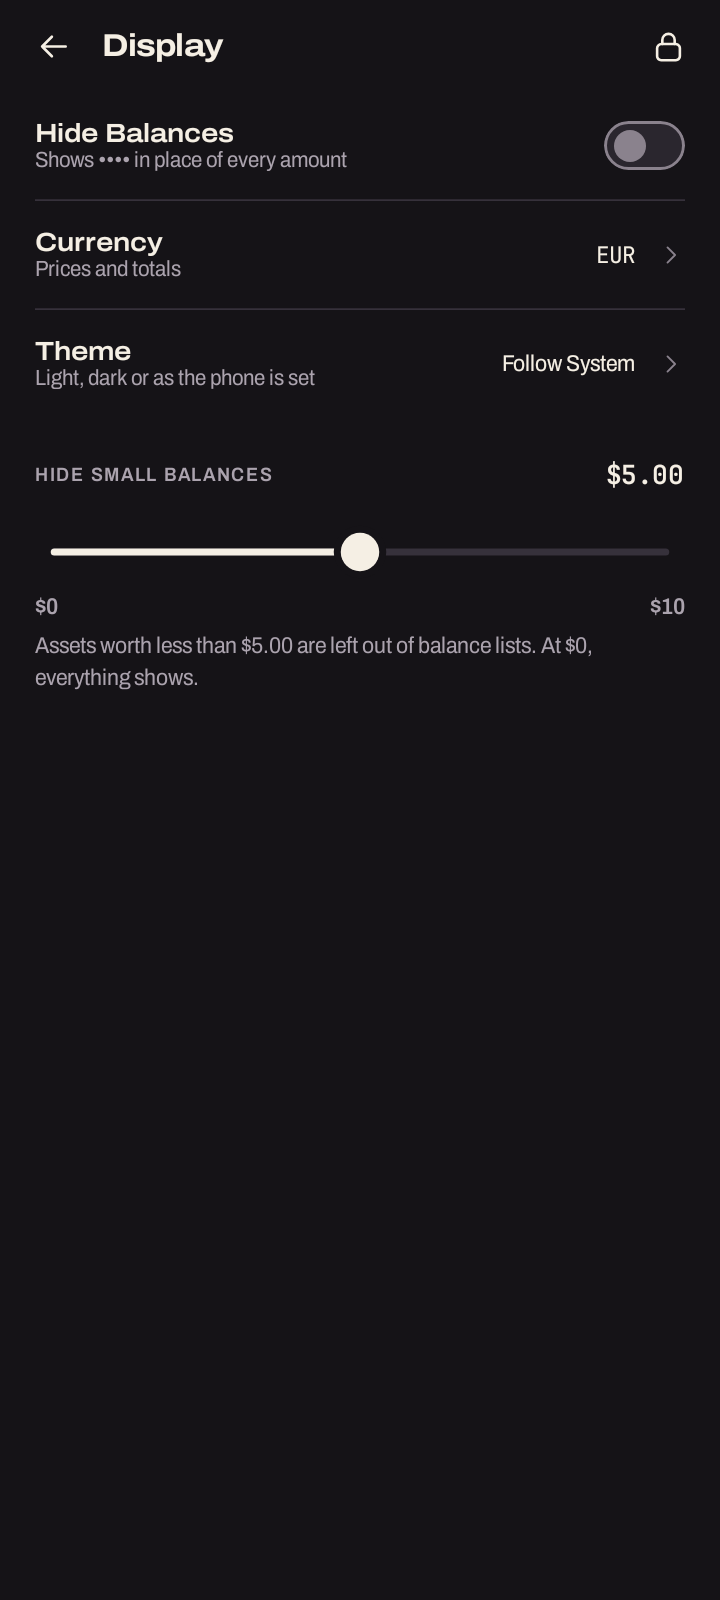 Display
Hide Balances
Shows •••• in place of every amount
Currency
Prices and totals
EUR
Theme
Light, dark or as the phone is set
Follow System
HIDE SMALL BALANCES
$5.00
$0
$10
Assets worth less than $5.00 are left out of balance lists. At $0,
everything shows.